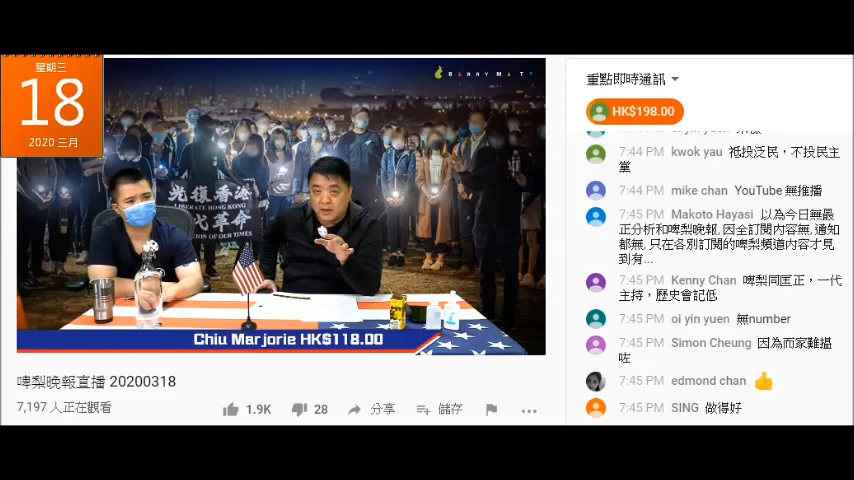 星期三
18
2020 三月
DANNY MATT
光復香港
LIBERATE HONG KONG
代革命
TION OF OUR TIMES
Chiu Marjorie HK$118.00
啤梨晚報直播 20200318
7,197 人正在觀看
1.9K
28
分享
儲存
重點即時通訊
HK$198.00
7:44 PM kwok yau 祗投泛民，不投民主
黨
7:44 PM mike chan YouTube 無推播
7:45 PM Makoto Hayasi 以為今日無最
正分析和啤梨晚報, 因全訂閱內容無, 通知
都無, 只在各別訂閱的啤梨頻道內容才見
到有...
7:45 PM Kenny Chan 啤梨同匡正，一代
主持，歷史會記低
7:45 PM oi yin yuen 無number
7:45 PM Simon Cheung 因為而家難搵
咗
7:45 PM edmond chan
7:45 PM SING 做得好